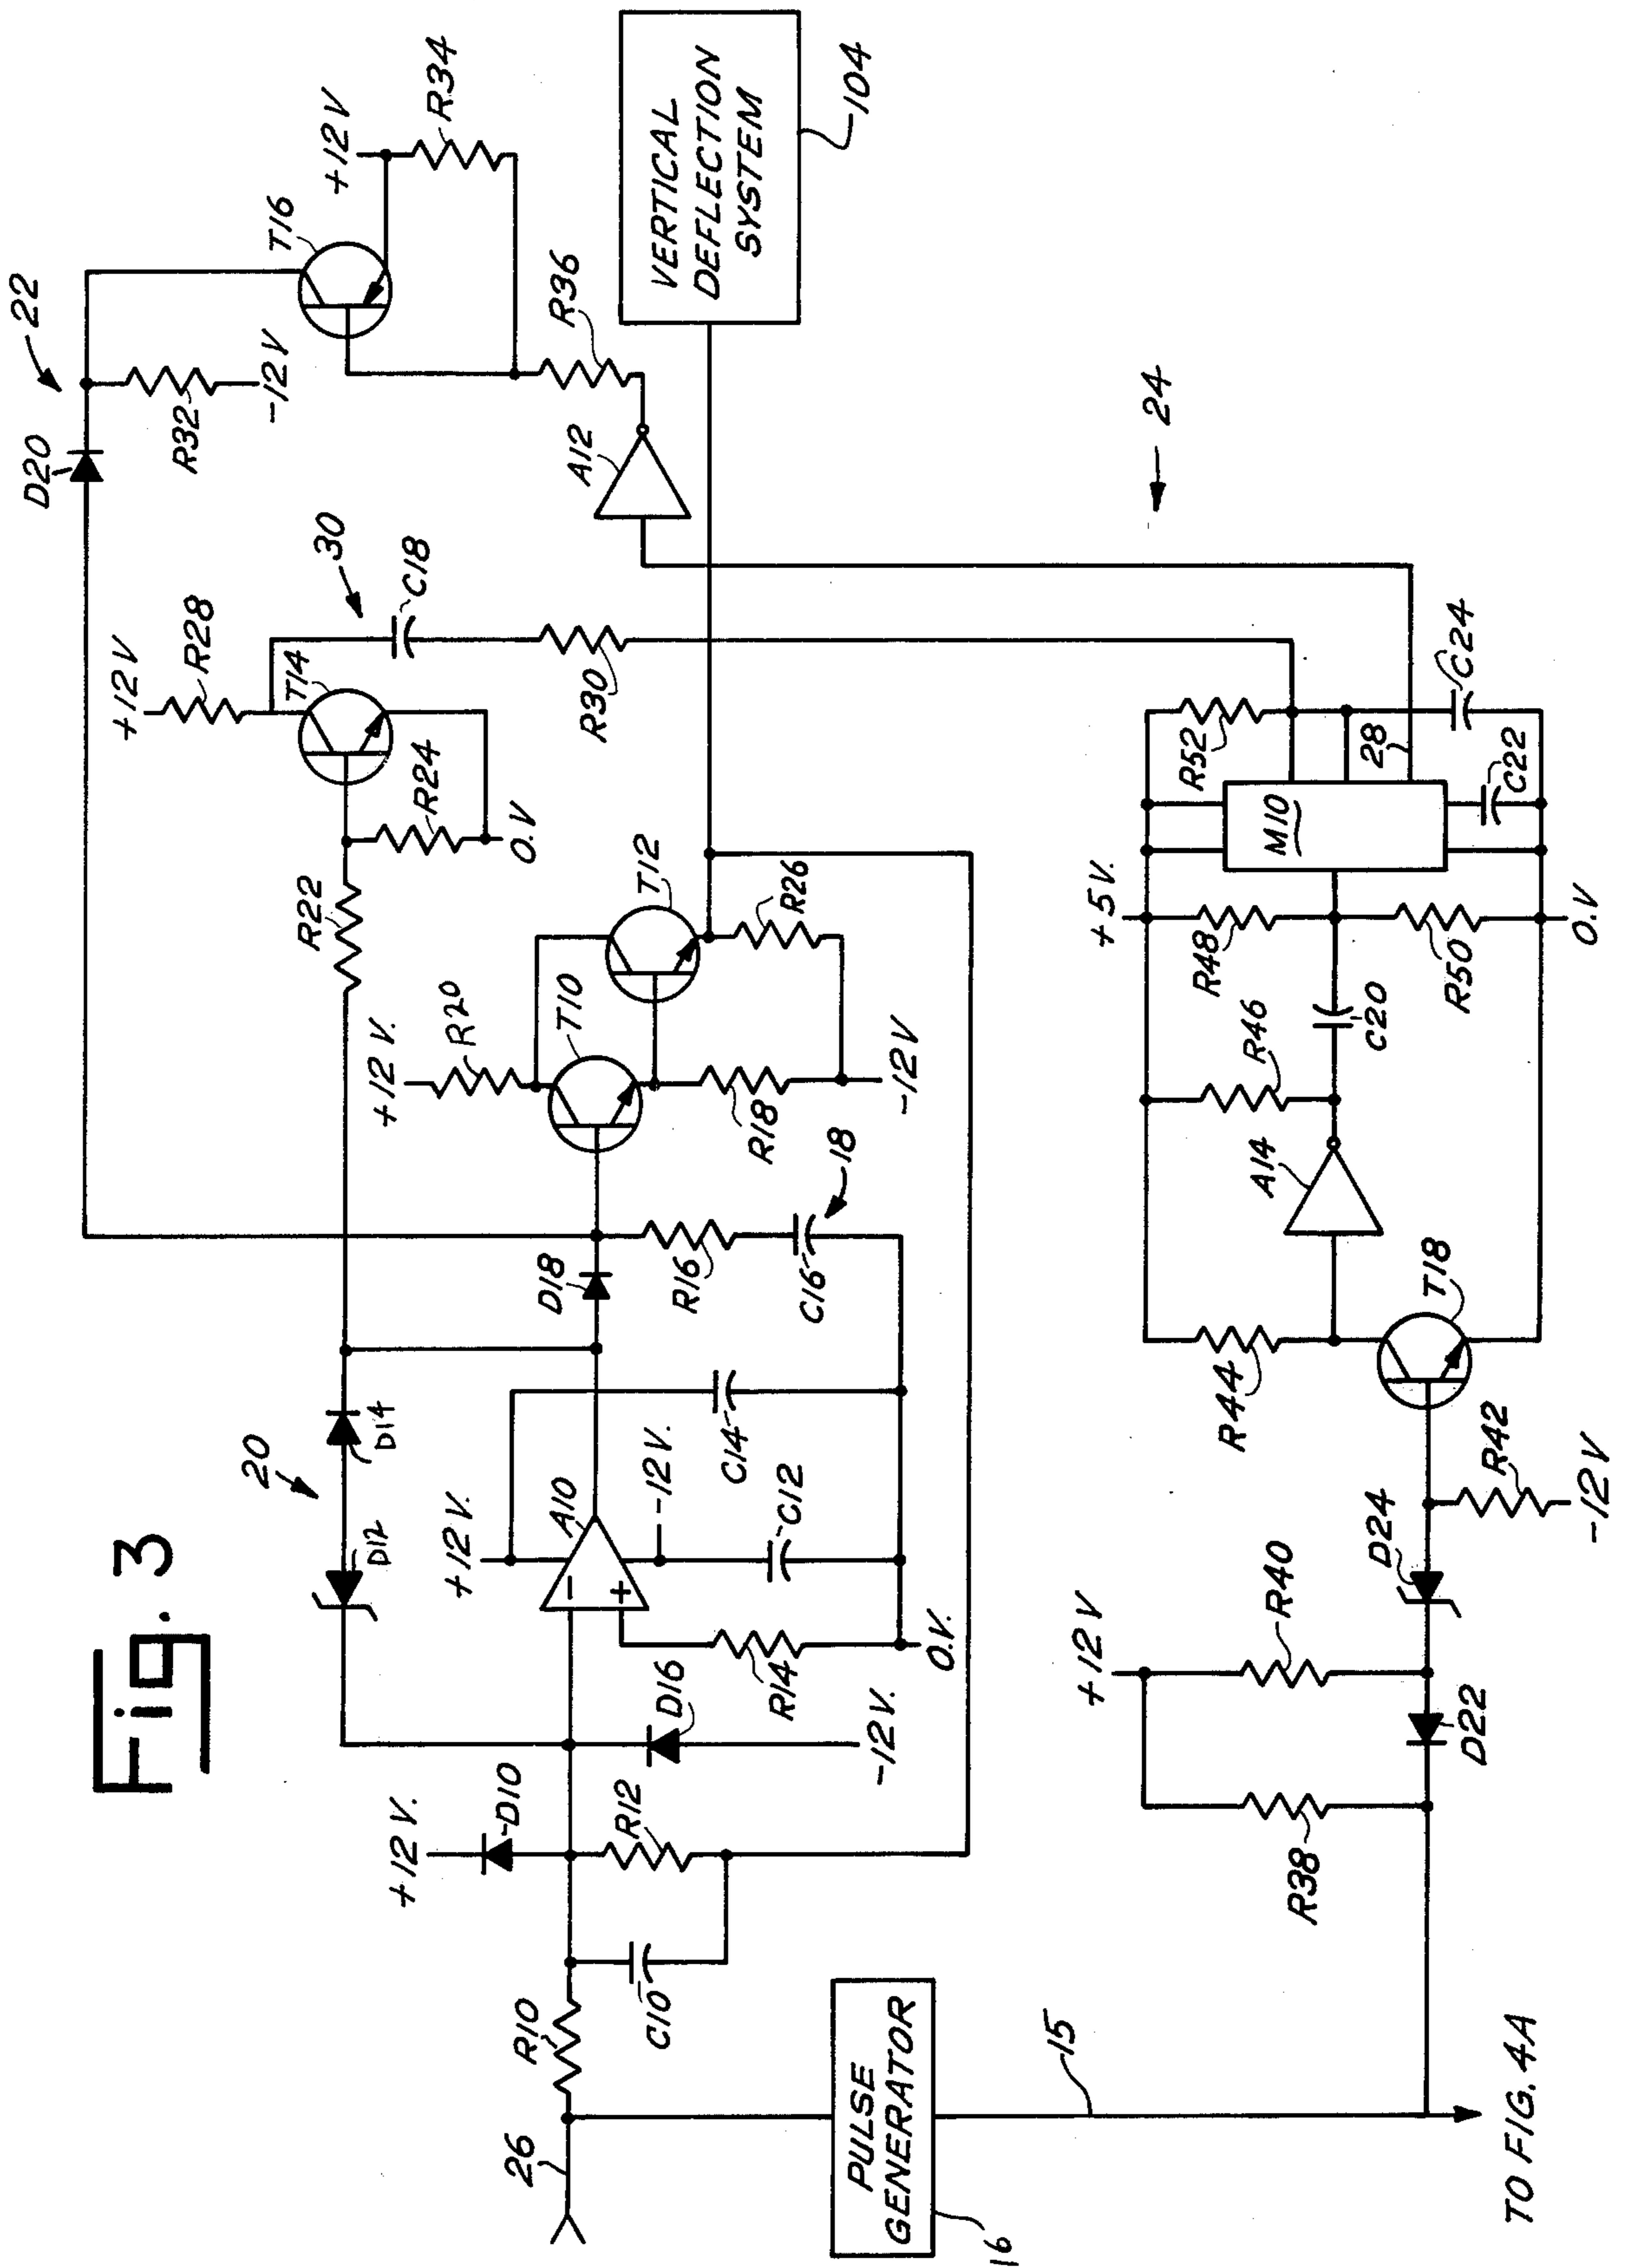 Fig. 3
22
D20
R32
-12V
T16
+12V
R34
R36
A12
VERTICAL
DEFLECTION
SYSTEM
104
+12V
R28
30
T14
C18
R30
R22
R24
0.V
+12V.
R20
T10
T12
R18
R26
-12V
20
D12
D14
D18
R16
C16
18
+12V.
A10
-
+
-12V.
C12
C14
R14
0.V.
+12V.
D10
R12
D16
-12V.
26
R10
C10
PULSE
GENERATOR
16
15
TO FIG. 4A
24
+12V
R38
R40
D22
D24
R42
-12V
R44
T18
A14
R46
C20
+5V.
R48
R50
0.V
M10
R52
28
C22
C24